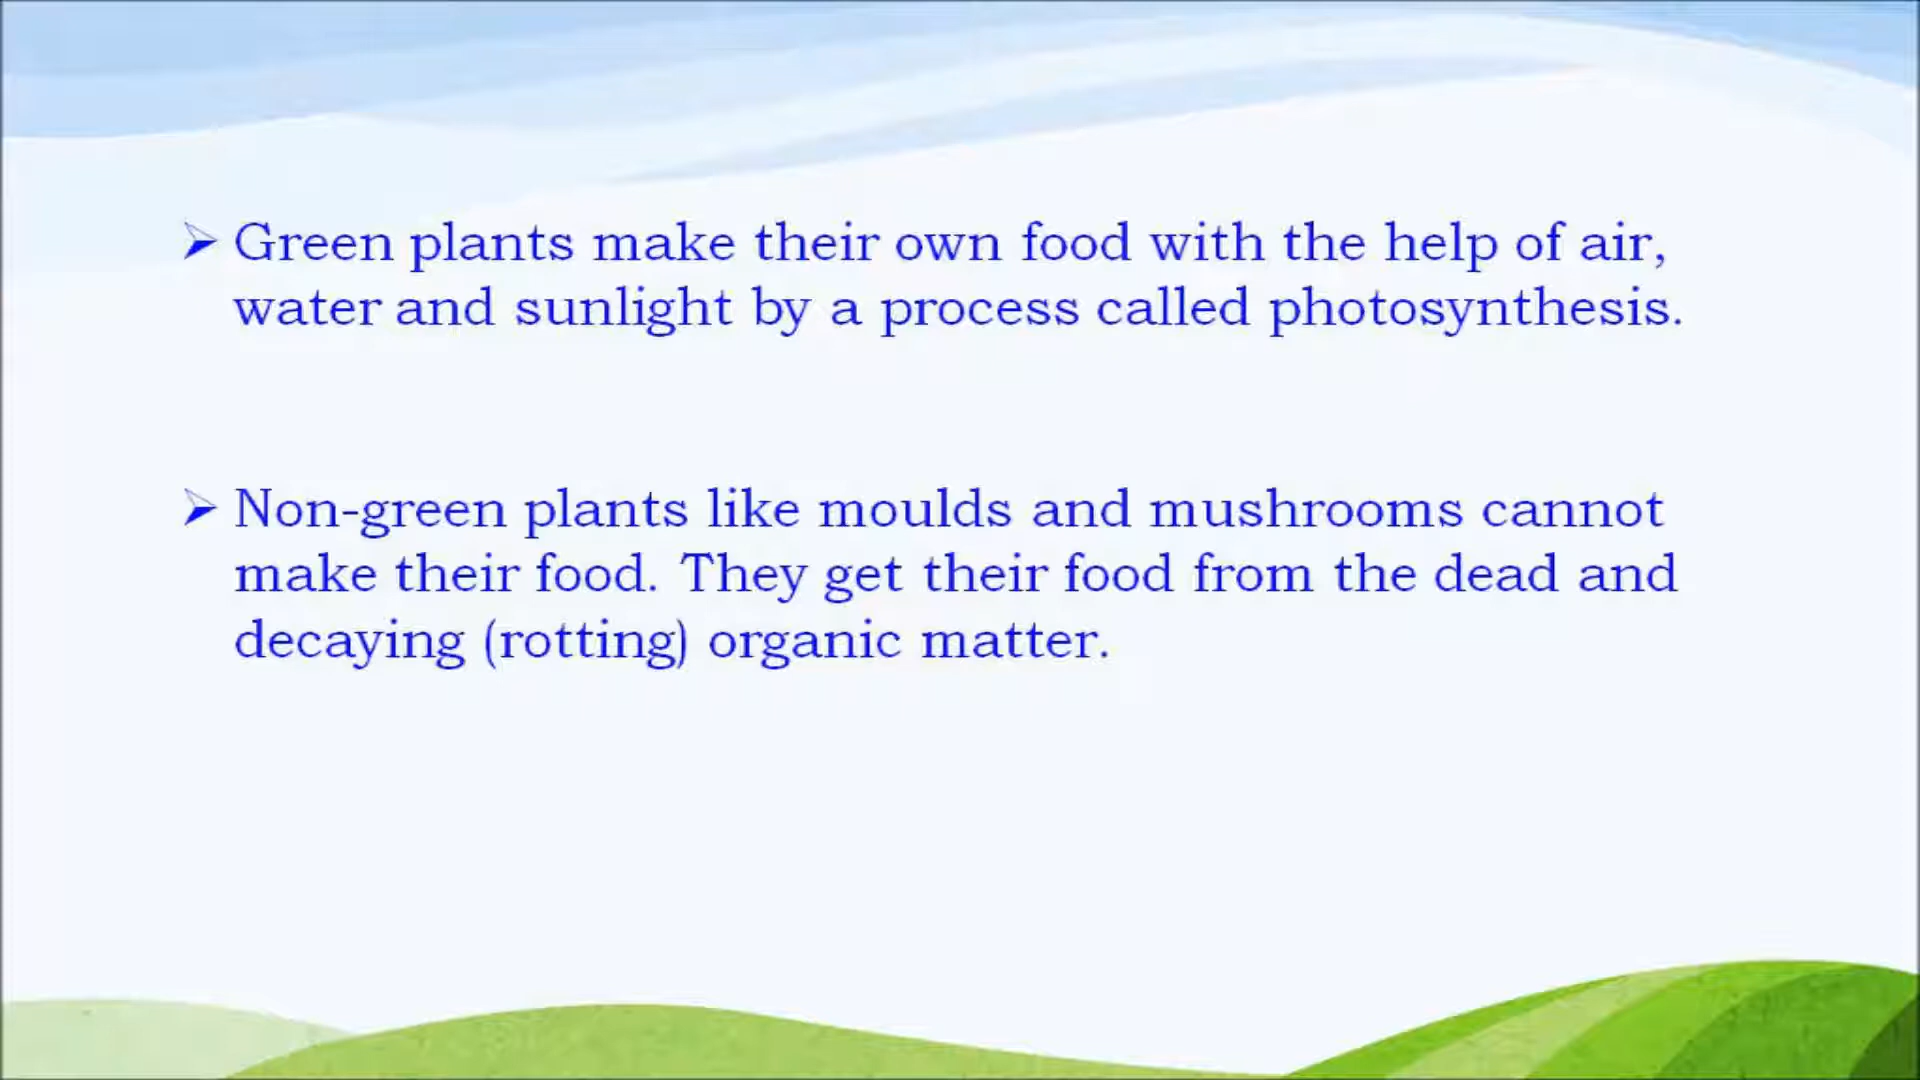 ➢ Green plants make their own food with the help of air,
water and sunlight by a process called photosynthesis.
➢ Non-green plants like moulds and mushrooms cannot
make their food. They get their food from the dead and
decaying (rotting) organic matter.